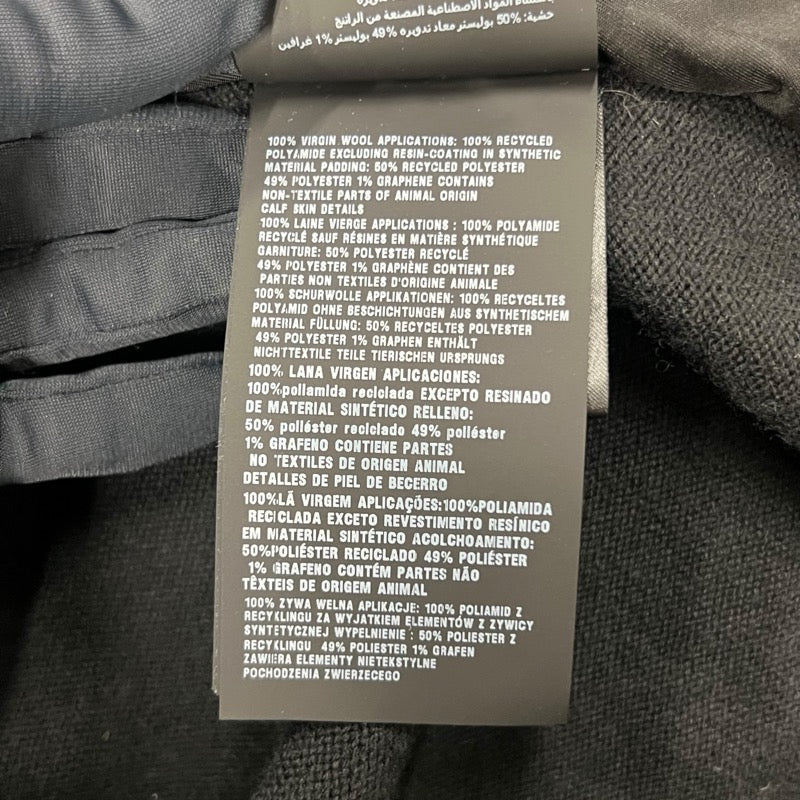 باستثناء المواد الاصطناعية المصنعة من الراتنج
حشية: 50% بوليستر معاد تدويره 49% بوليستر 1% غرافين
100% VIRGIN WOOL APPLICATIONS: 100% RECYCLED
POLYAMIDE EXCLUDING RESIN-COATING IN SYNTHETIC
MATERIAL PADDING: 50% RECYCLED POLYESTER
49% POLYESTER 1% GRAPHENE CONTAINS
NON-TEXTILE PARTS OF ANIMAL ORIGIN
CALF SKIN DETAILS
100% LAINE VIERGE APPLICATIONS : 100% POLYAMIDE
RECYCLÉ SAUF RÉSINES EN MATIÈRE SYNTHÉTIQUE
GARNITURE: 50% POLYESTER RECYCLÉ
49% POLYESTER 1% GRAPHÈNE CONTIENT DES
PARTIES NON TEXTILES D'ORIGINE ANIMALE
100% SCHURWOLLE APPLIKATIONEN: 100% RECYCELTES
POLYAMID OHNE BESCHICHTUNGEN AUS SYNTHETISCHEM
MATERIAL FÜLLUNG: 50% RECYCELTES POLYESTER
49% POLYESTER 1% GRAPHEN ENTHÄLT
NICHTTEXTILE TEILE TIERISCHEN URSPRUNGS
100% LANA VIRGEN APLICACIONES:
100%poliamida reciclada EXCEPTO RESINADO
DE MATERIAL SINTÉTICO RELLENO:
50% poliéster reciclado 49% poliéster
1% GRAFENO CONTIENE PARTES
NO TEXTILES DE ORIGEN ANIMAL
DETALLES DE PIEL DE BECERRO
100%LÃ VIRGEM APLICAÇÕES:100%POLIAMIDA
RECICLADA EXCETO REVESTIMENTO RESÍNICO
EM MATERIAL SINTÉTICO ACOLCHOAMENTO:
50%POLIÉSTER RECICLADO 49% POLIÉSTER
1% GRAFENO CONTÉM PARTES NÃO
TÊXTEIS DE ORIGEM ANIMAL
100% ZYWA WELNA APLIKACJE: 100% POLIAMID Z
RECYKLINGU ZA WYJATKIEM ELEMENTÓW Z ZYWICY
SYNTETYCZNEJ WYPELNIENIE : 50% POLIESTER Z
RECYKLINGU 49% POLIESTER 1% GRAFEN
ZAWIERA ELEMENTY NIETEKSTYLNE
POCHODZENIA ZWIERZECEGO